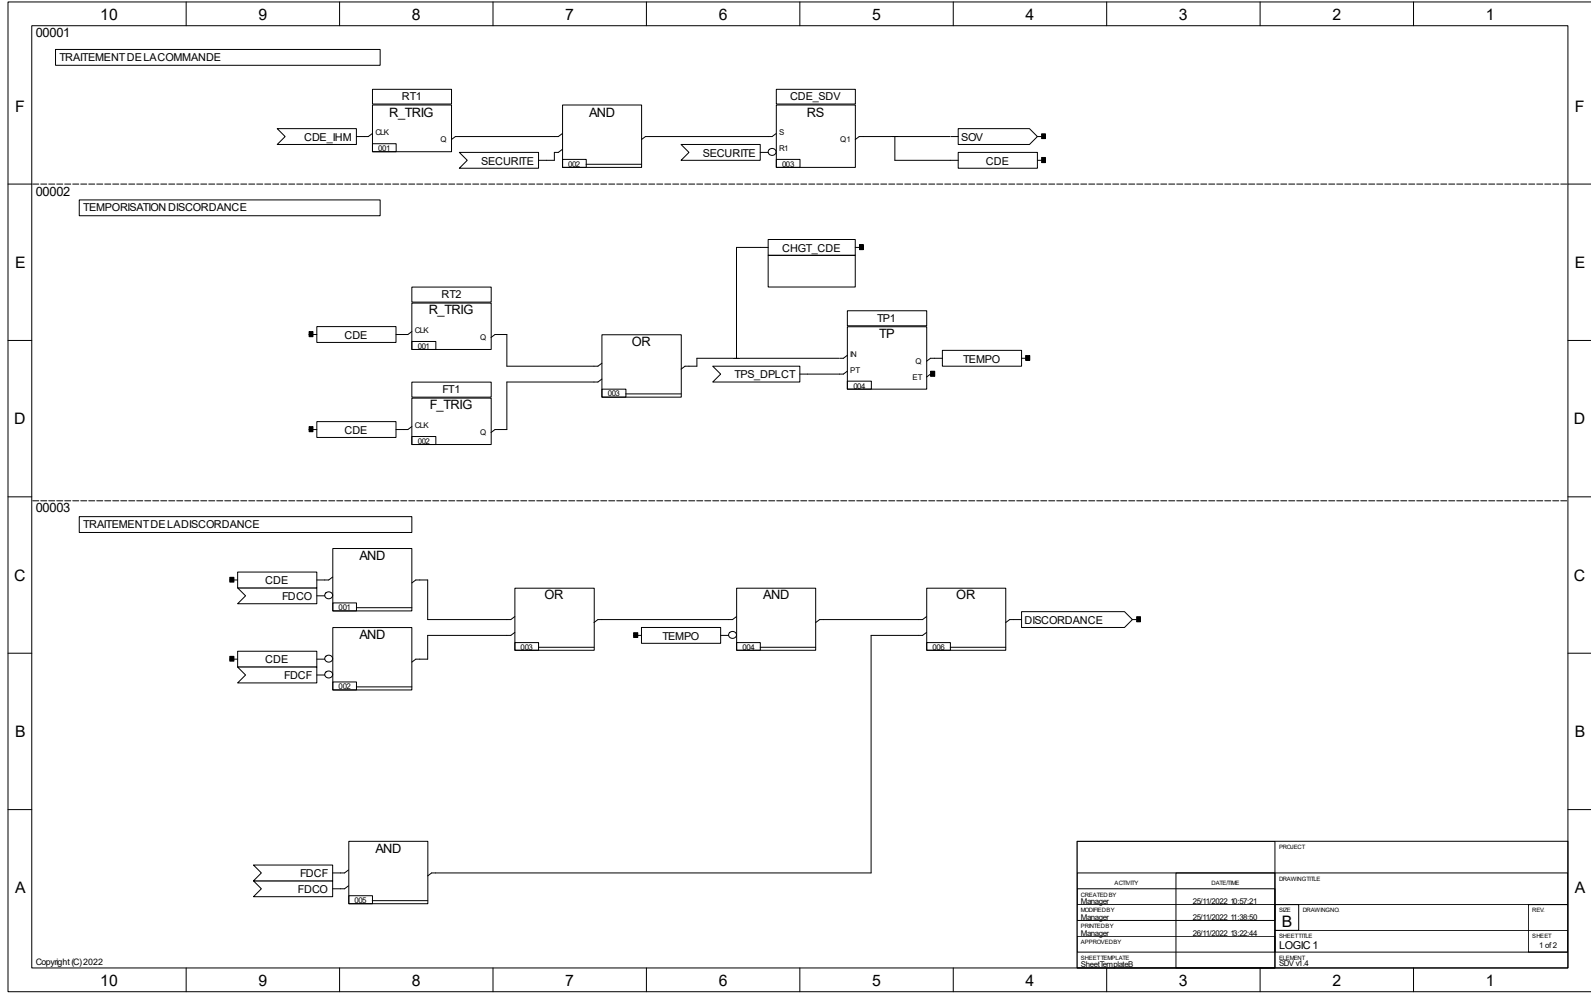 10 9 8 7 6 5 4 3 2 1
00001
TRAITEMENT DE LA COMMANDE
F F
RT1
R_TRIG
CDE_IHM
CLK
Q
001
SECURITE
AND
002
SECURITE
CDE_SDV
RS
S
R1
Q1
003
SOV
CDE
00002
TEMPORISATION DISCORDANCE
E E
CHGT_CDE
RT2
R_TRIG
CDE
CLK
Q
001
OR
003
TPS_DPLCT
TP1
TP
IN
PT
Q
ET
004
TEMPO
FT1
F_TRIG
CDE
CLK
Q
002
D D
00003
TRAITEMENT DE LA DISCORDANCE
C C
CDE
FDCO
AND
001
CDE
FDCF
AND
002
OR
003
TEMPO
AND
004
OR
006
DISCORDANCE
B B
FDCF
FDCO
AND
005
A A
PROJECT
ACTIVITY DATE/TIME
DRAWING TITLE
CREATED BY
Manager 25/11/2022 10:57:21
MODIFIED BY
Manager 25/11/2022 11:38:50
PRINTED BY
Manager 26/11/2022 13:22:44
APPROVED BY
SIZE
B
DRAWING NO.
REV.
SHEET TITLE
LOGIC 1
SHEET
1 of 2
SHEET TEMPLATE
SheetTemplateB
ELEMENT
SDV v1.4
Copyright (C) 2022
10 9 8 7 6 5 4 3 2 1